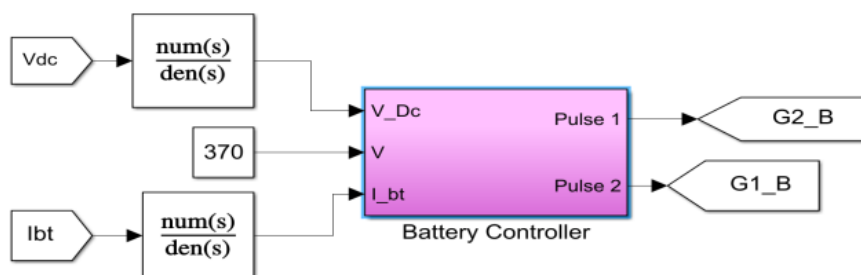 Vdc
num(s)
den(s)
370
Ibt
num(s)
den(s)
V_Dc
V
I_bt
Pulse 1
Pulse 2
Battery Controller
G2_B
G1_B